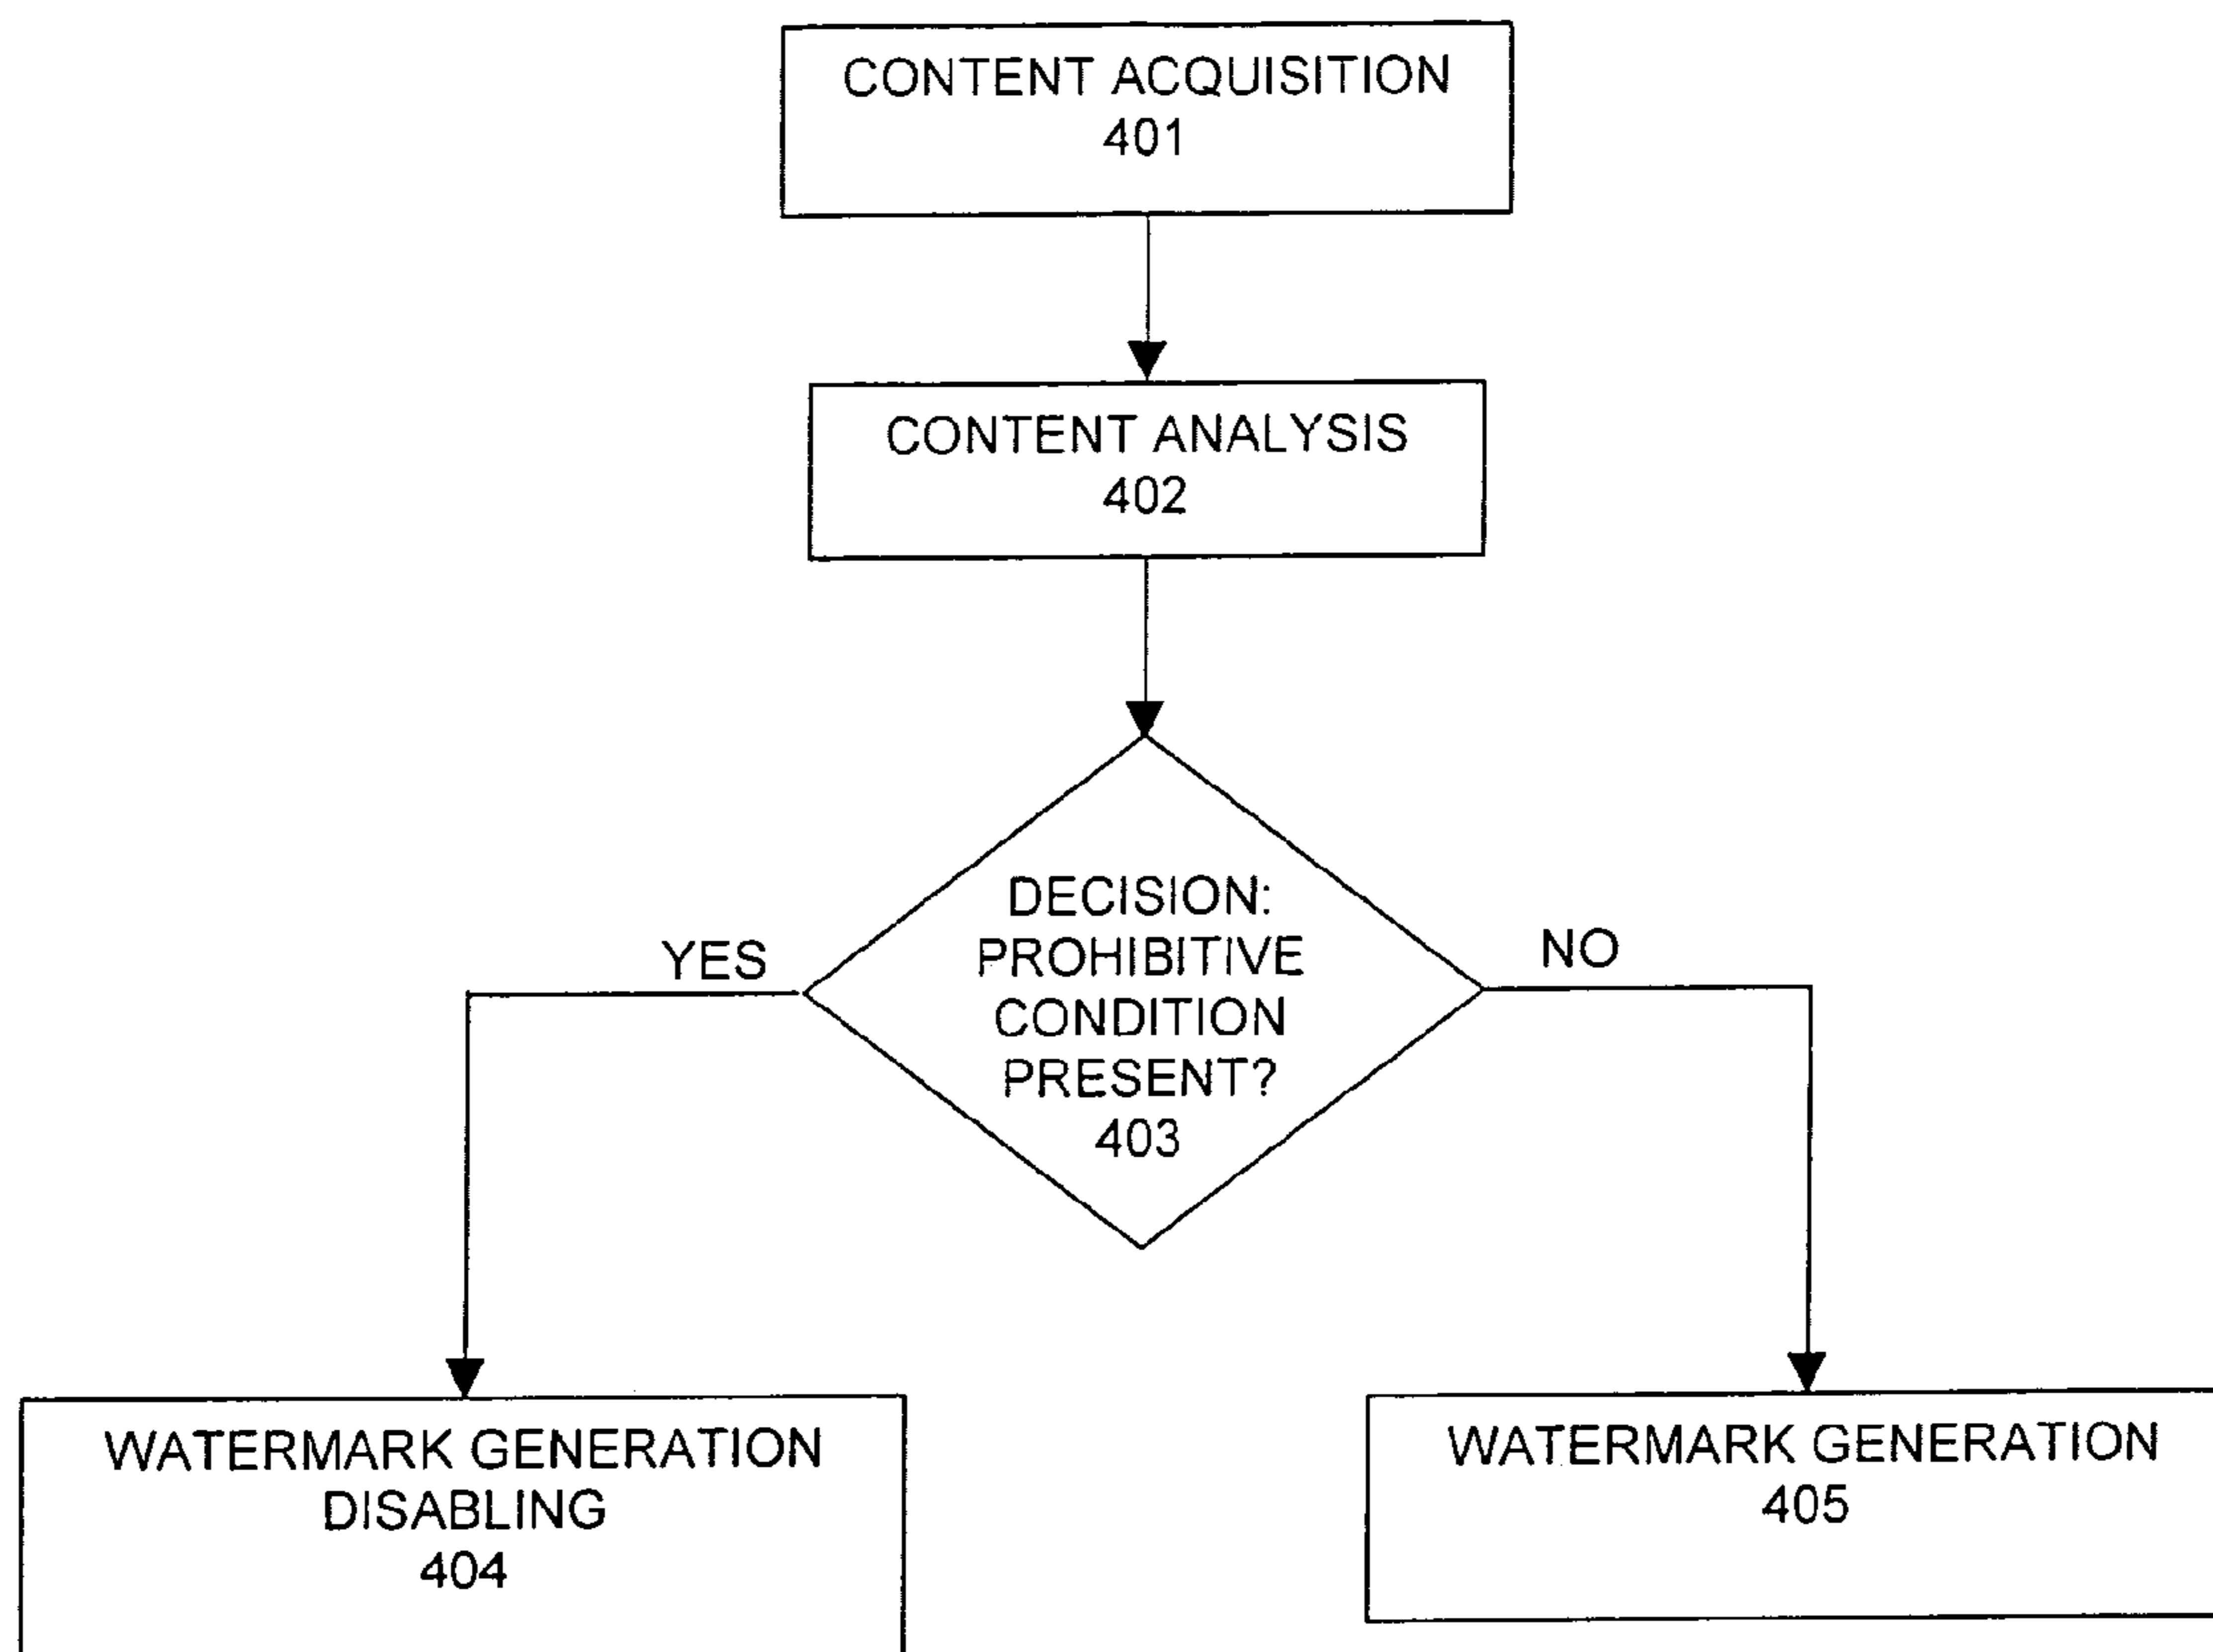 CONTENT ACQUISITION
401
CONTENT ANALYSIS
402
DECISION:
PROHIBITIVE
CONDITION
PRESENT?
403
YES
NO
WATERMARK GENERATION
DISABLING
404
WATERMARK GENERATION
405